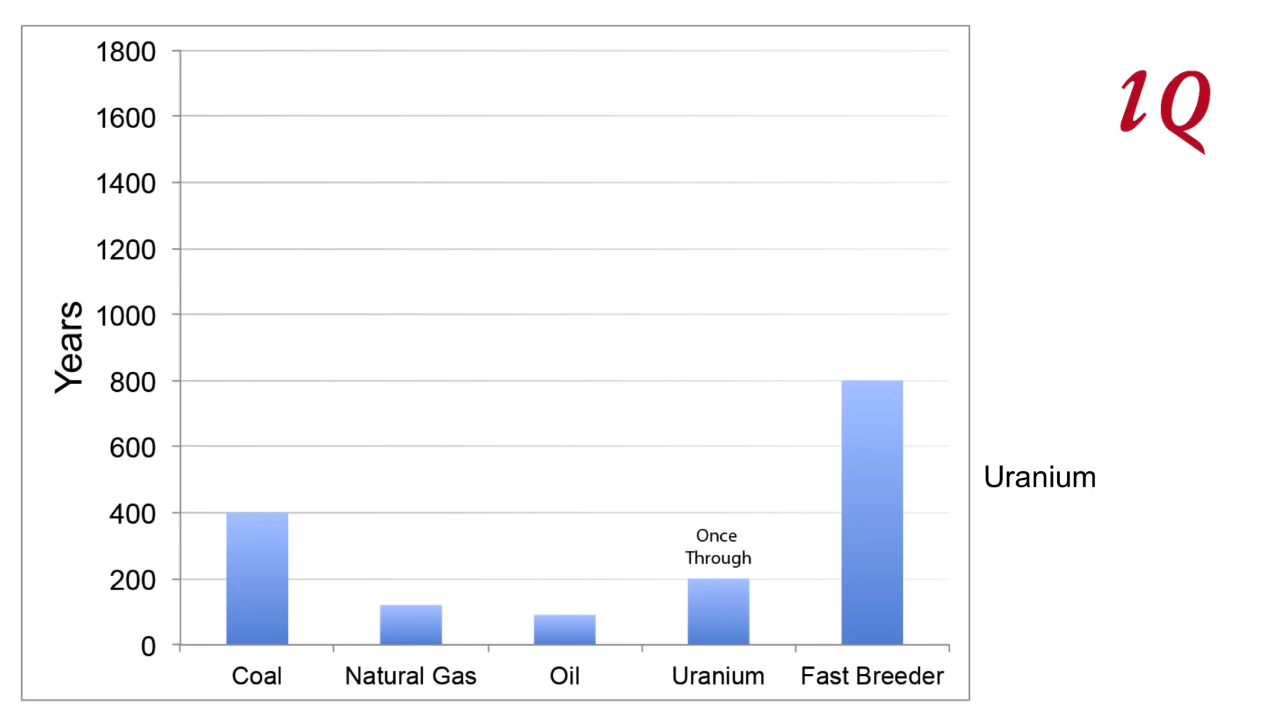 1800
1600
1400
1200
1000
800
600
400
200
0
Years
Once
Through
Coal
Natural Gas
Oil
Uranium
Fast Breeder
Uranium
iQ